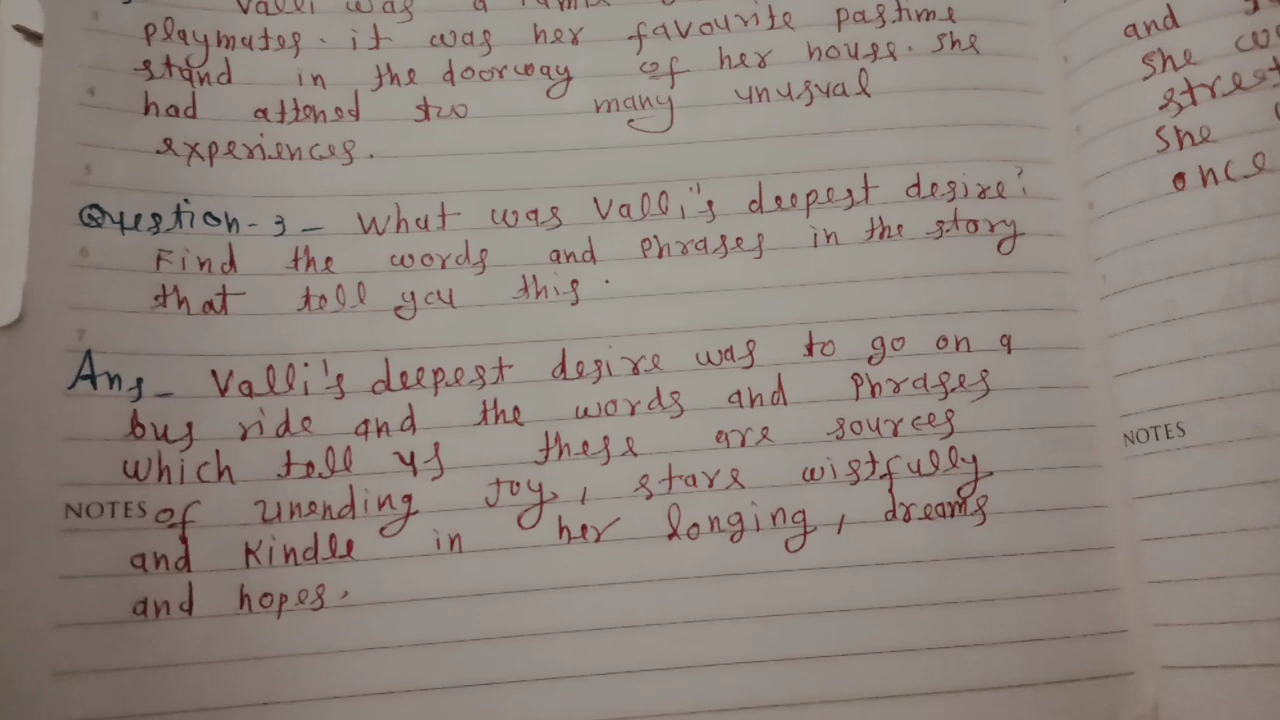 Valli was a
playmates. it was her favourite pastime
stand in the doorway of her house. she
had attened two many unusual
experiences.
Question-3 - What was Valli's deepest desire?
Find the words and phrases in the story
that tell you this.
Ans - Valli's deepest desire was to go on a
bus ride and the words and phrases
which tell us these are sources
NOTES of unending Joy, stare wistfully
and Kindle in her longing, dreams
and hopes.
and
she
street
she
once
NOTES